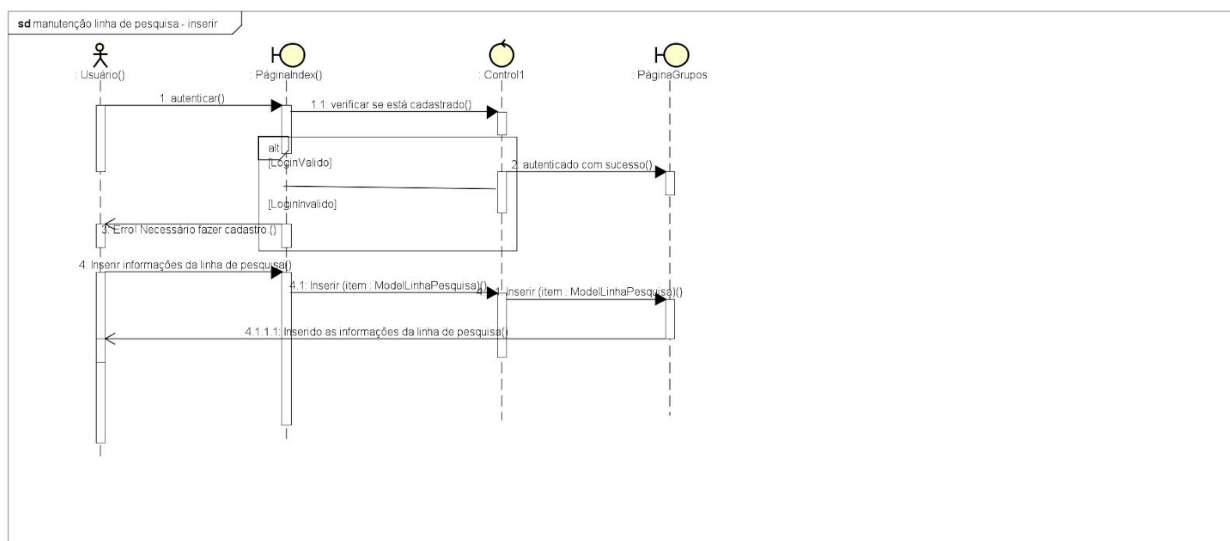 sd manutenção linha de pesquisa - inserir
: Usuário()
: PáginaIndex()
: Control1
: PáginaGrupos
1: autenticar()
1.1: verificar se está cadastrado()
alt
[LoginValido]
2: autenticado com sucesso()
[LoginInvalido]
3: Erro! Necessário fazer cadastro.()
4: Inserir informações da linha de pesquisa()
4.1: Inserir (item : ModelLinhaPesquisa)()
4.1.1: Inserir (item : ModelLinhaPesquisa)()
4.1.1.1: Inserido as informações da linha de pesquisa()